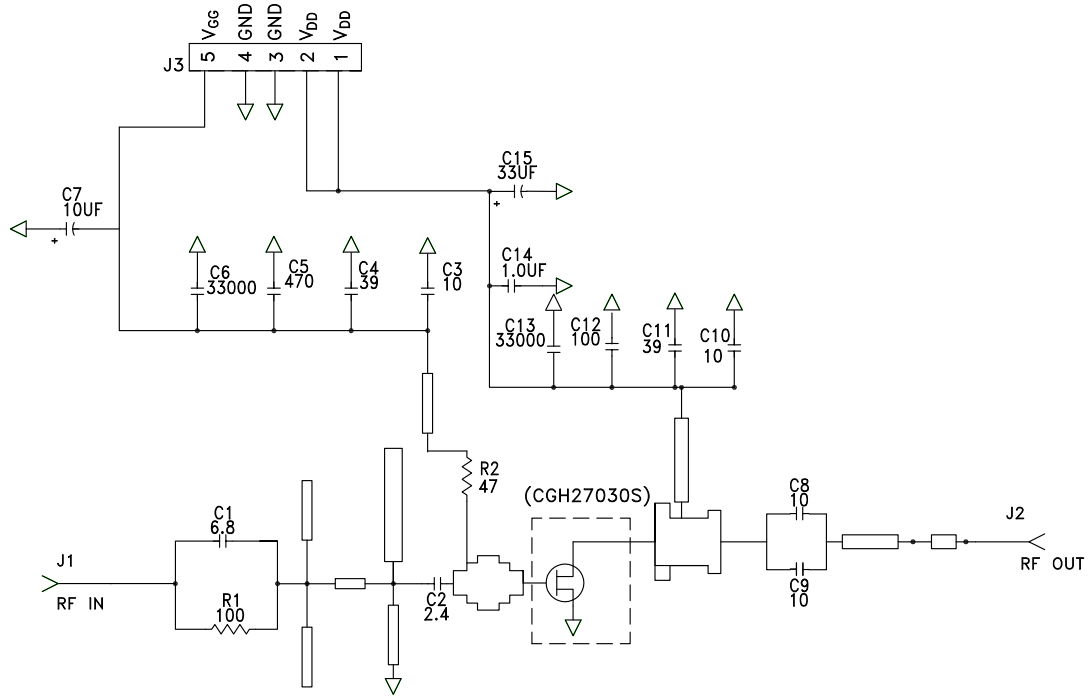 VGG
GND
GND
VDD
VDD
J3
5
4
3
2
1
C15
33UF
+
C7
10UF
+
C6
33000
C5
470
C4
39
C3
10
C14
1.0UF
C13
33000
C12
100
C11
39
C10
10
R2
47
(CGH27030S)
C1
6.8
J1
RF IN
R1
100
C2
2.4
C8
10
C9
10
J2
RF OUT